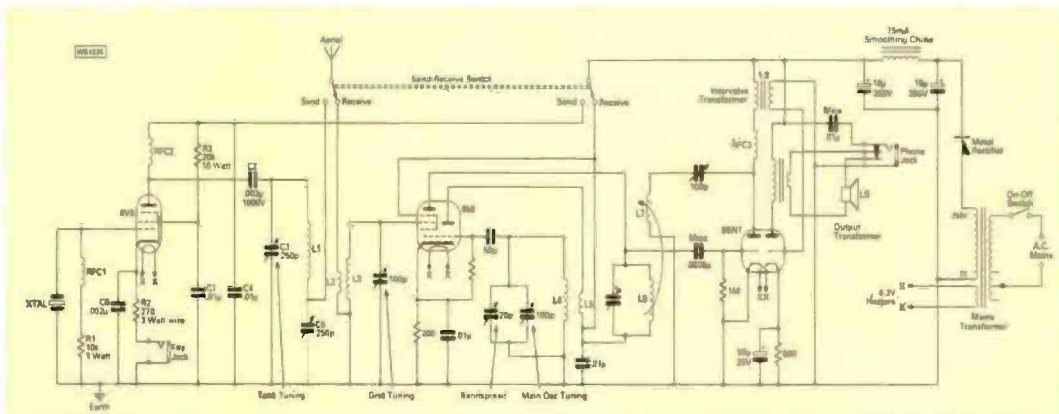 WS1226
Aerial
Send-Receive Switch
Send
Receive
Send
Receive
75mA
Smoothing Choke
16µ
350V
16µ
350V
Intervalve
Transformer
1:3
Mica
.01µ
Metal
Rectifier
Phone
Jack
On-Off
Switch
250V
A.C.
Mains
Mains
Transformer
6.3V
Heaters
X
X
LS
Output
Transformer
RFC3
100p
6SN7
Mica
1M
50µ
25V
RFC2
R3
20k
10 Watt
C2
.002µ
1000V
6V6
RFC1
XTAL
R1
10k
1 Watt
C6
.002µ
R2
270
3 Watt wire
Key
Jack
X
X
C1
.01µ
C4
.01µ
C3
250p
L1
C5
250p
L2
L3
100p
X
X
200
.01µ
50p
20p
100p
L4
L5
.01µ
L6
X
X
Earth
Tank Tuning
Grid Tuning
Bandspread
Main Osc Tuning